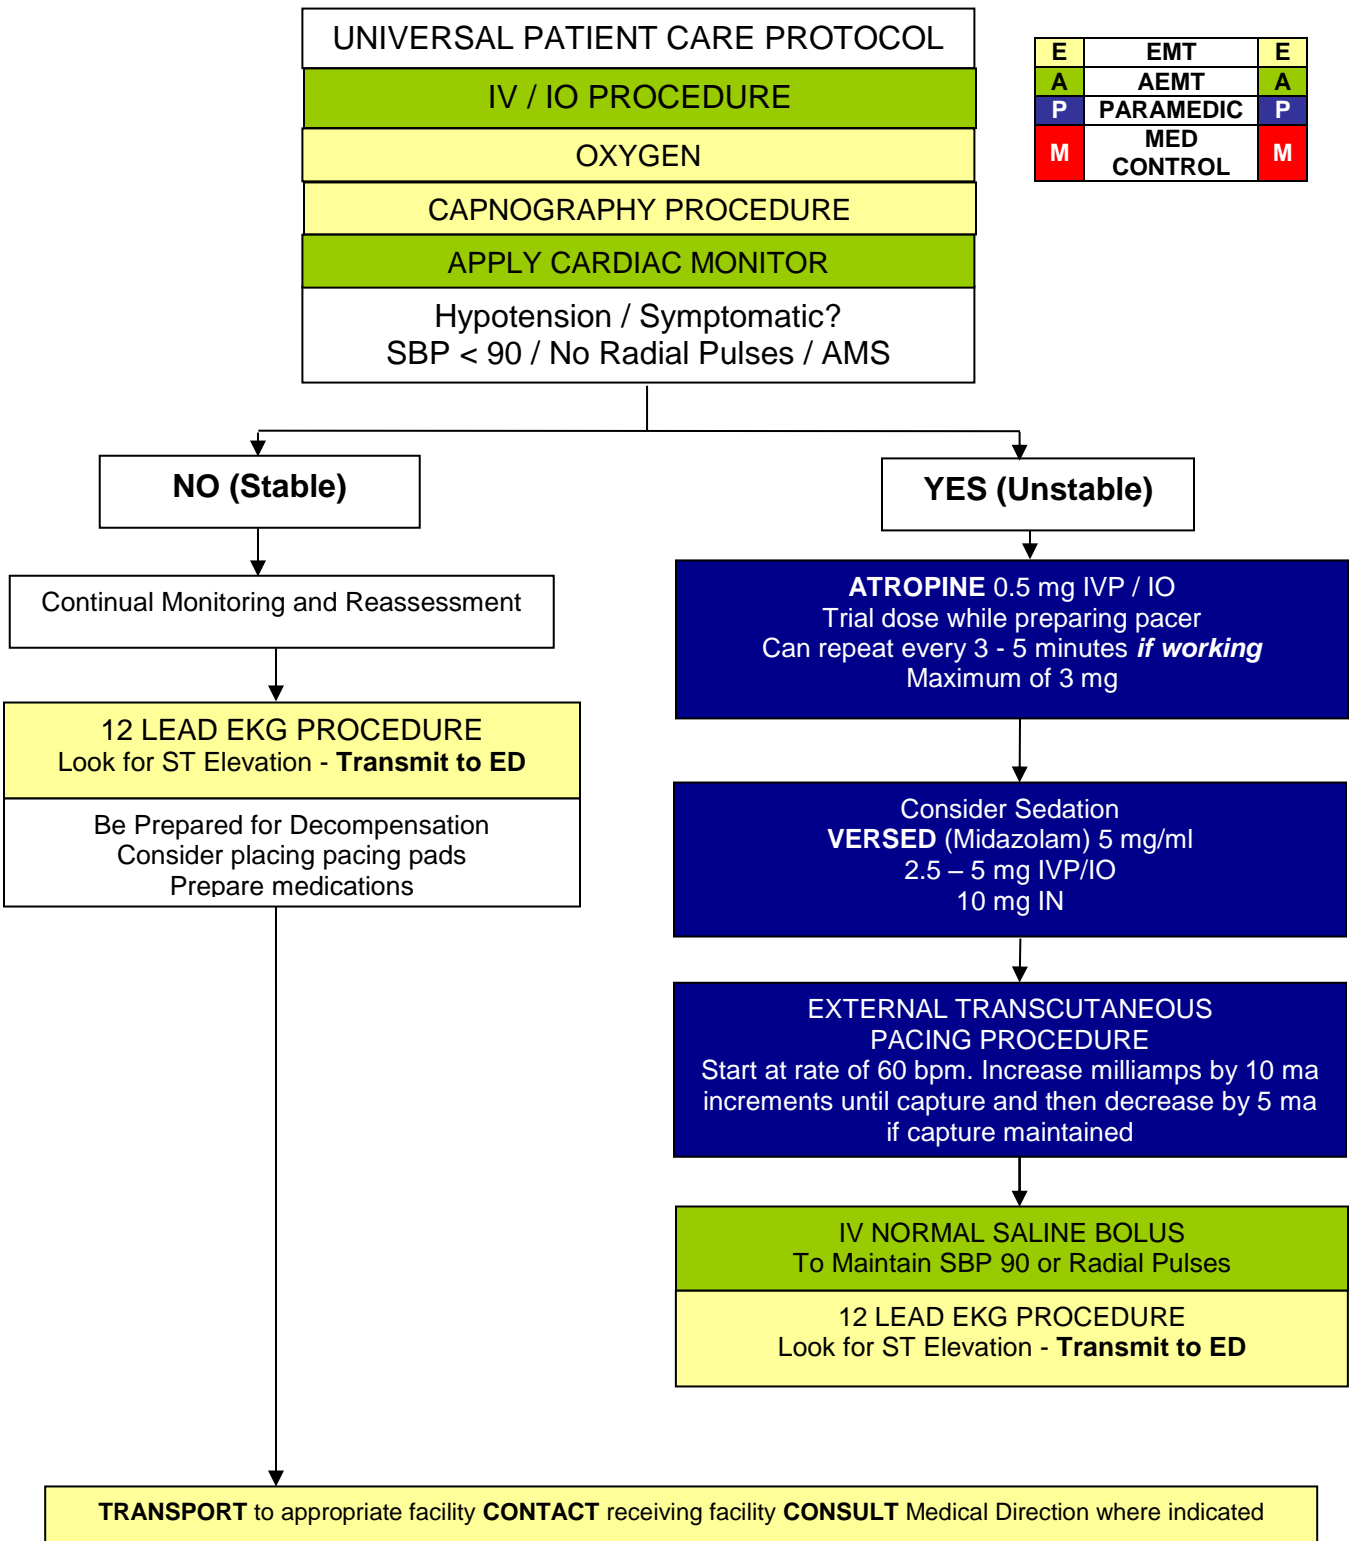 UNIVERSAL PATIENT CARE PROTOCOL
IV / IO PROCEDURE
OXYGEN
CAPNOGRAPHY PROCEDURE
APPLY CARDIAC MONITOR
Hypotension / Symptomatic?
SBP < 90 / No Radial Pulses / AMS
E EMT E
A AEMT A
P PARAMEDIC P
M MED CONTROL M
NO (Stable)
Continual Monitoring and Reassessment
12 LEAD EKG PROCEDURE
Look for ST Elevation - Transmit to ED
Be Prepared for Decompensation
Consider placing pacing pads
Prepare medications
YES (Unstable)
ATROPINE 0.5 mg IVP / IO
Trial dose while preparing pacer
Can repeat every 3 - 5 minutes if working
Maximum of 3 mg
Consider Sedation
VERSED (Midazolam) 5 mg/ml
2.5 – 5 mg IVP/IO
10 mg IN
EXTERNAL TRANSCUTANEOUS
PACING PROCEDURE
Start at rate of 60 bpm. Increase milliamps by 10 ma
increments until capture and then decrease by 5 ma
if capture maintained
IV NORMAL SALINE BOLUS
To Maintain SBP 90 or Radial Pulses
12 LEAD EKG PROCEDURE
Look for ST Elevation - Transmit to ED
TRANSPORT to appropriate facility CONTACT receiving facility CONSULT Medical Direction where indicated